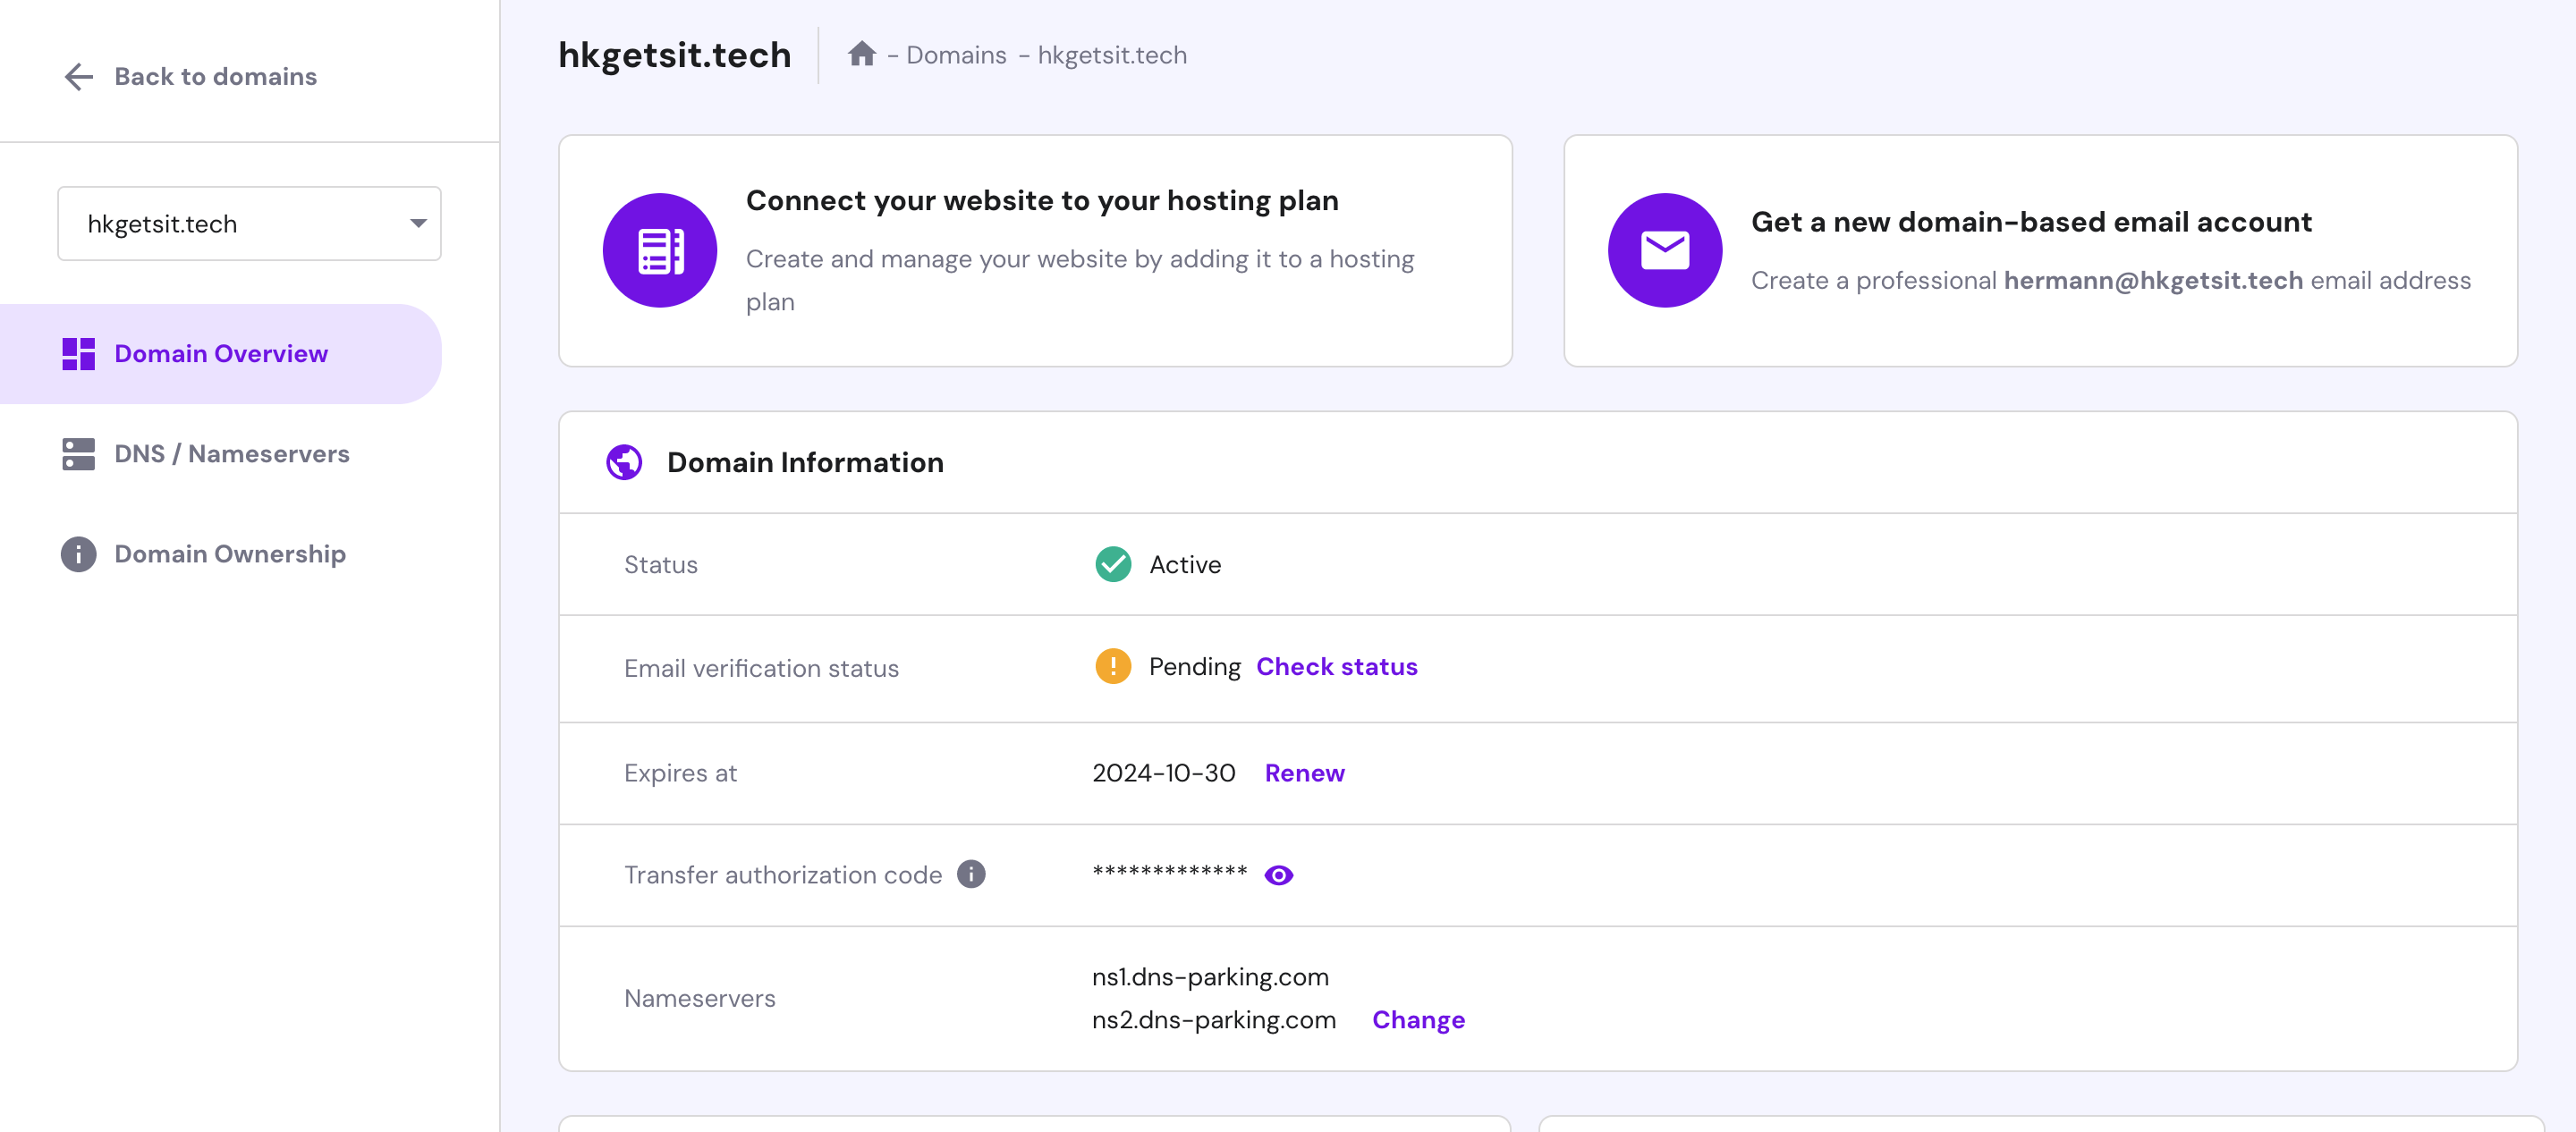 Back to domains
hkgetsit.tech
Domain Overview
DNS / Nameservers
Domain Ownership
hkgetsit.tech
- Domains - hkgetsit.tech
Connect your website to your hosting plan
Create and manage your website by adding it to a hosting
plan
Get a new domain-based email account
Create a professional hermann@hkgetsit.tech email address
Domain Information
Status Active
Email verification status Pending Check status
Expires at 2024-10-30 Renew
Transfer authorization code *************
Nameservers
ns1.dns-parking.com
ns2.dns-parking.com Change